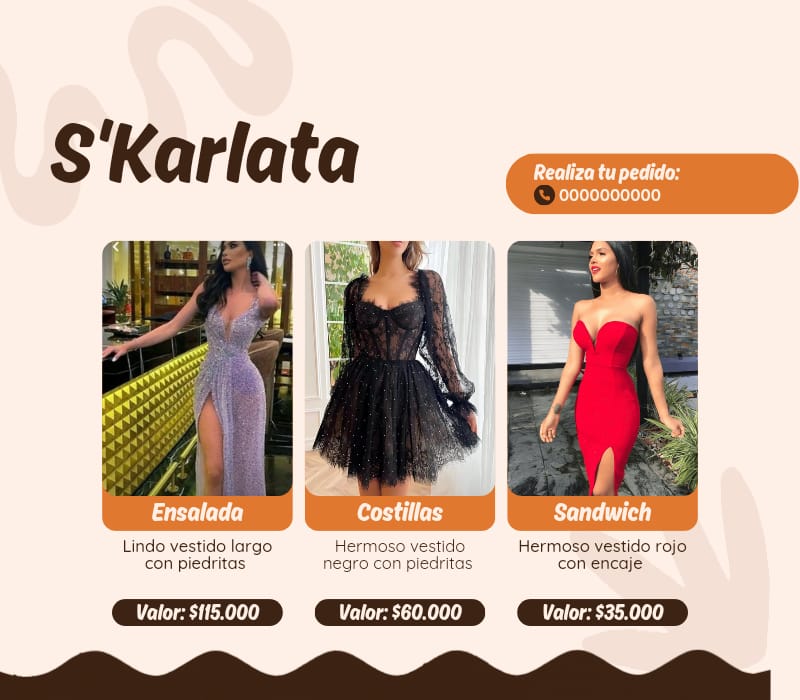 S'Karlata
Realiza tu pedido:
0000000000
Ensalada
Costillas
Sandwich
Lindo vestido largo
con piedritas
Hermoso vestido
negro con piedritas
Hermoso vestido rojo
con encaje
Valor: $115.000
Valor: $60.000
Valor: $35.000